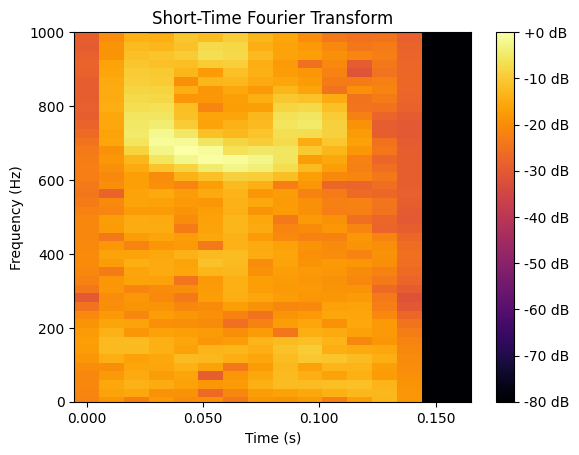 Short-Time Fourier Transform
Frequency (Hz)
1000
800
600
400
200
0
0.000
0.050
0.100
0.150
Time (s)
+0 dB
-10 dB
-20 dB
-30 dB
-40 dB
-50 dB
-60 dB
-70 dB
-80 dB